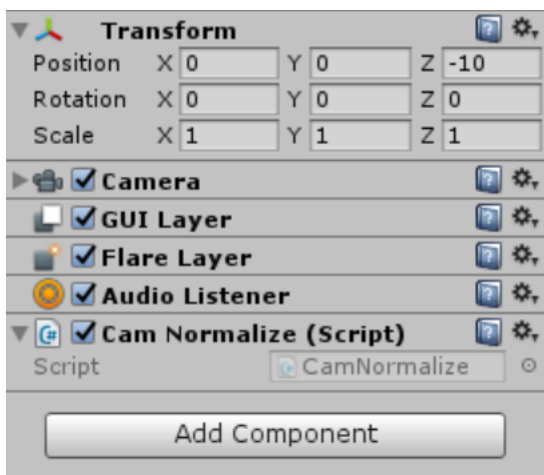 Transform
Position X 0 Y 0 Z -10
Rotation X 0 Y 0 Z 0
Scale X 1 Y 1 Z 1
Camera
GUI Layer
Flare Layer
Audio Listener
Cam Normalize (Script)
Script CamNormalize
Add Component